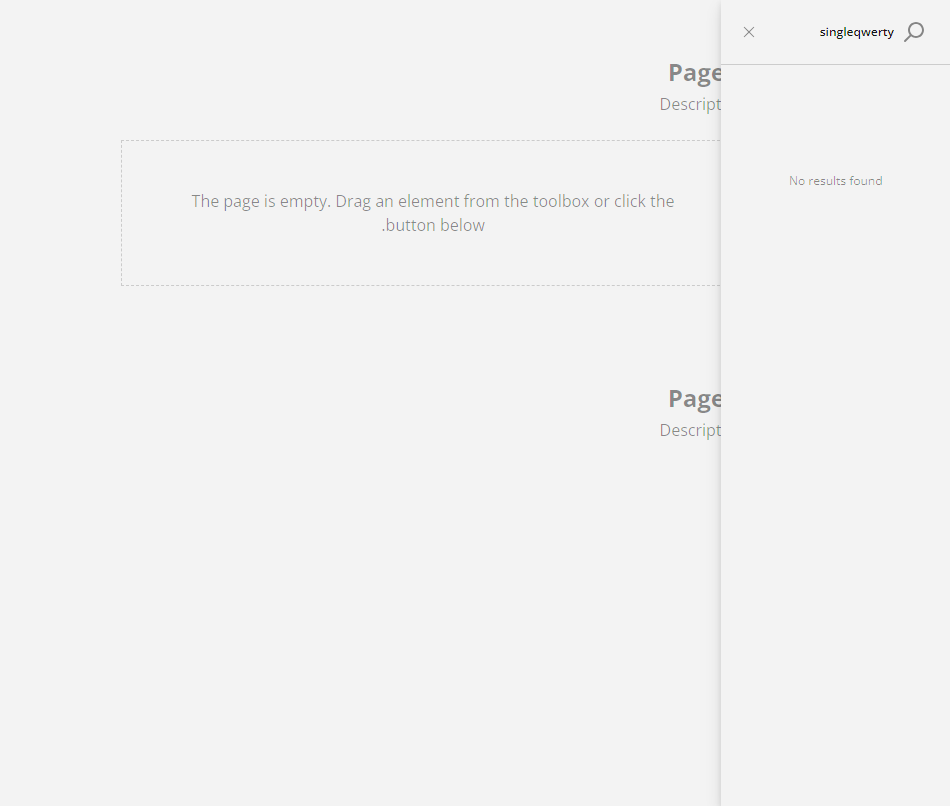 singleqwerty
Page
Descript
The page is empty. Drag an element from the toolbox or click the
.button below
No results found
Page
Descript